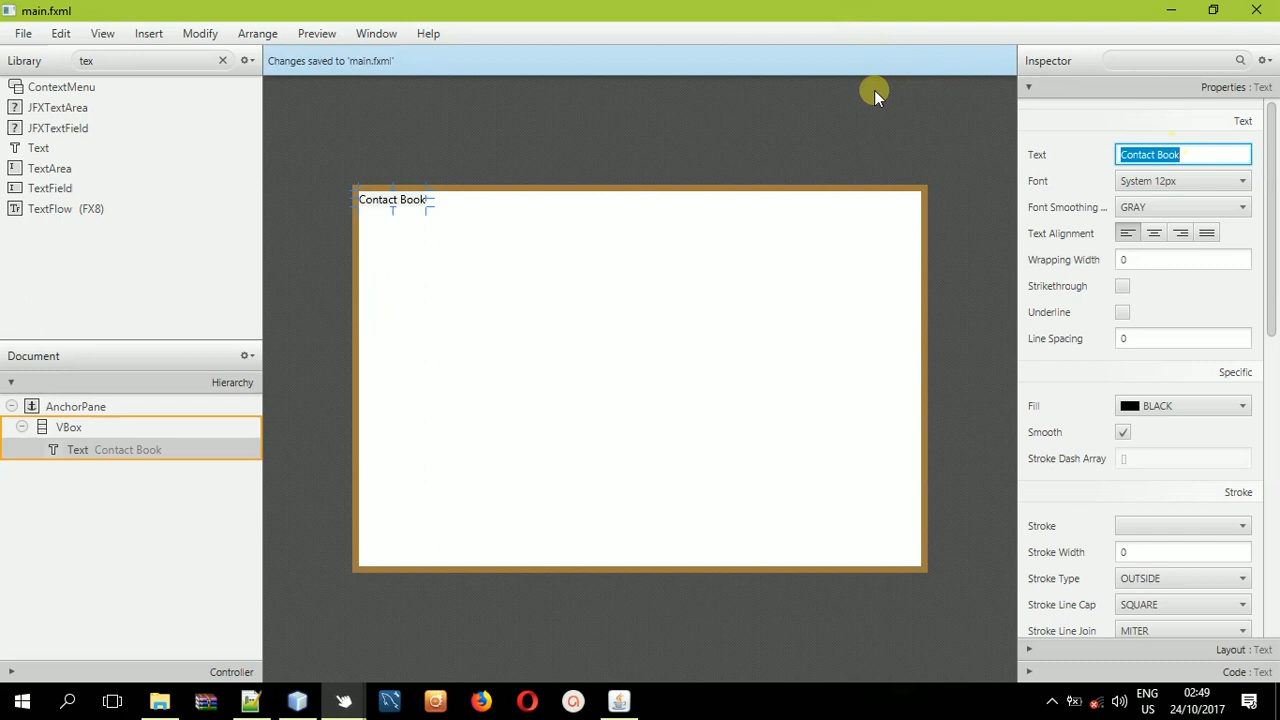 main.fxml
File Edit View Insert Modify Arrange Preview Window Help
Library tex
Changes saved to 'main.fxml'
Inspector
ContextMenu
JFXTextArea
JFXTextField
Text
TextArea
TextField
TextFlow (FX8)
Properties : Text
Text
Text Contact Book
Font System 12px
Font Smoothing ... GRAY
Text Alignment
Wrapping Width 0
Strikethrough
Underline
Line Spacing 0
Specific
Fill BLACK
Smooth
Stroke Dash Array []
Stroke
Stroke
Stroke Width 0
Stroke Type OUTSIDE
Stroke Line Cap SQUARE
Stroke Line Join MITER
Layout : Text
Code : Text
Contact Book
Document
Hierarchy
AnchorPane
VBox
Text Contact Book
Controller
ENG
US
02:49
24/10/2017